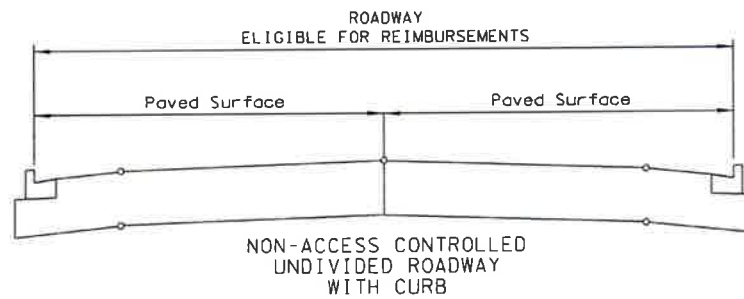 ROADWAY
ELIGIBLE FOR REIMBURSEMENTS
Paved Surface
Paved Surface
NON-ACCESS CONTROLLED
UNDIVIDED ROADWAY
WITH CURB